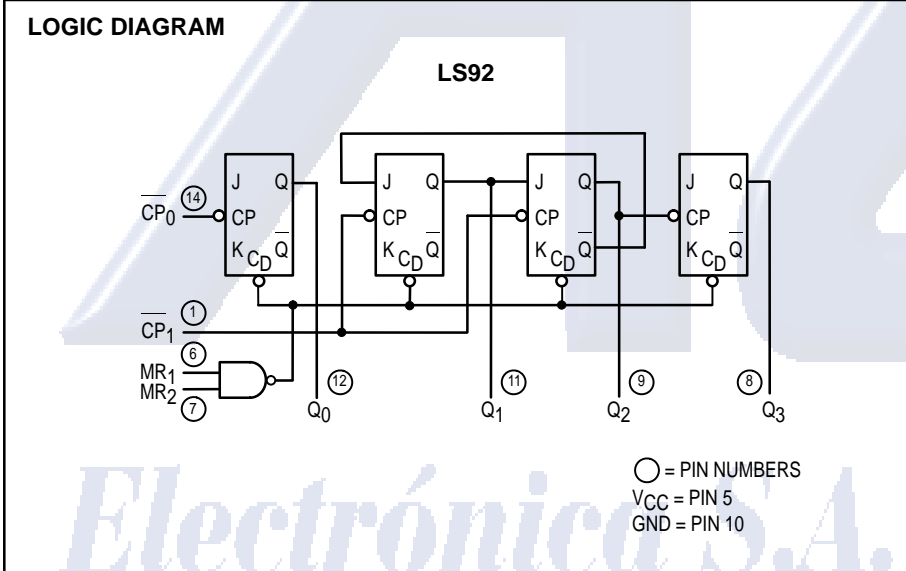 LOGIC DIAGRAM
LS92
J Q J Q J Q J Q
CP0 14 CP CP CP CP
K CD Q K CD Q K CD Q K CD Q
CP1 1
6
MR1
MR2
7
12 11 9 8
Q0 Q1 Q2 Q3
= PIN NUMBERS
VCC = PIN 5
GND = PIN 10
Electrónica S.A.